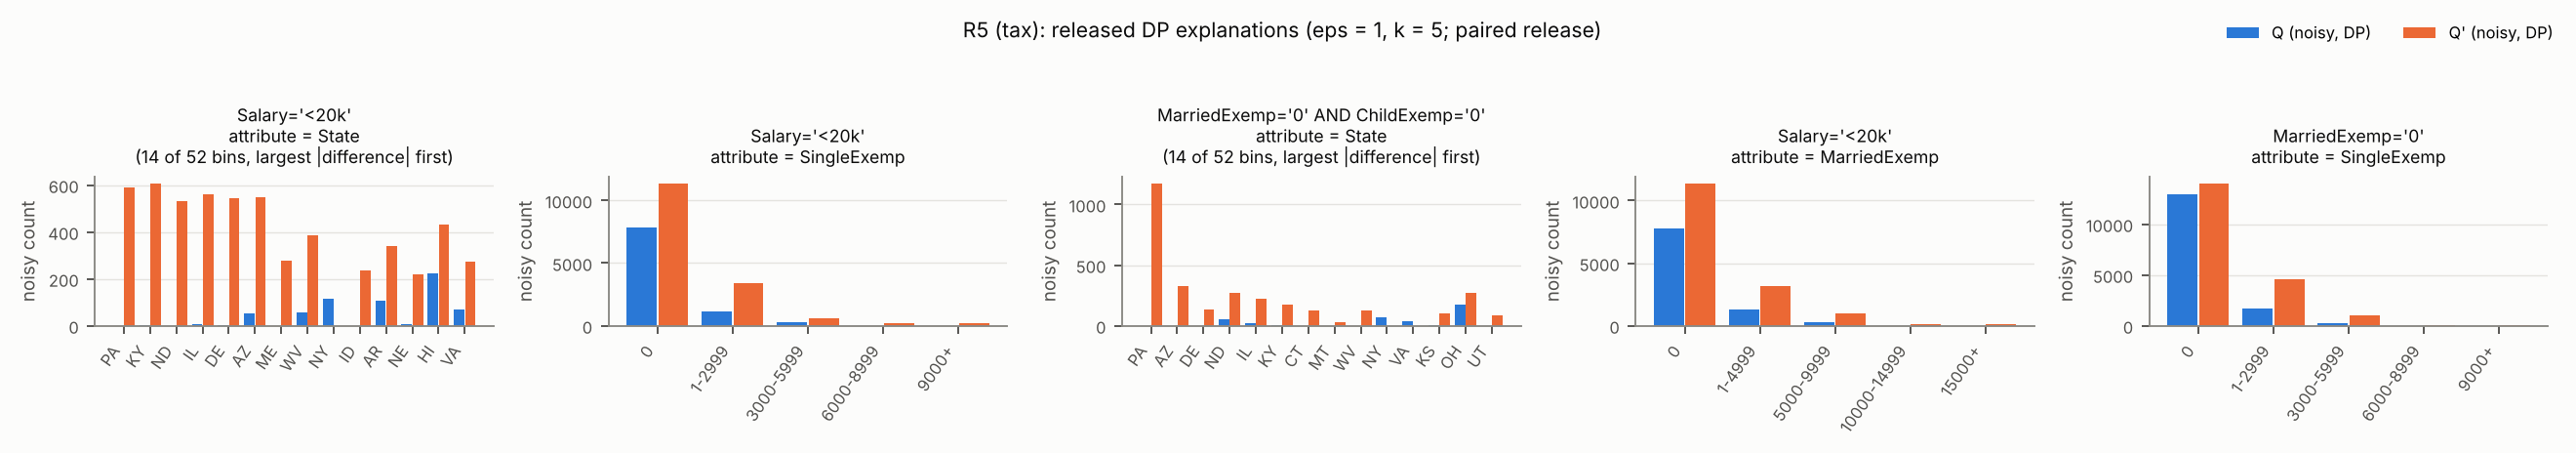 R5 (tax): released DP explanations (eps = 1, k = 5; paired release)
Q (noisy, DP)
Q' (noisy, DP)
Salary='<20k'
attribute = State
(14 of 52 bins, largest |difference| first)
noisy count
600
400
200
0
PA
KY
ND
IL
DE
AZ
ME
WV
NY
ID
AR
NE
HI
VA
Salary='<20k'
attribute = SingleExemp
noisy count
10000
5000
0
0
1-2999
3000-5999
6000-8999
9000+
MarriedExemp='0' AND ChildExemp='0'
attribute = State
(14 of 52 bins, largest |difference| first)
noisy count
1000
500
0
PA
AZ
DE
ND
IL
KY
CT
MT
WV
NY
VA
KS
OH
UT
Salary='<20k'
attribute = MarriedExemp
noisy count
10000
5000
0
0
1-4999
5000-9999
10000-14999
15000+
MarriedExemp='0'
attribute = SingleExemp
noisy count
10000
5000
0
0
1-2999
3000-5999
6000-8999
9000+